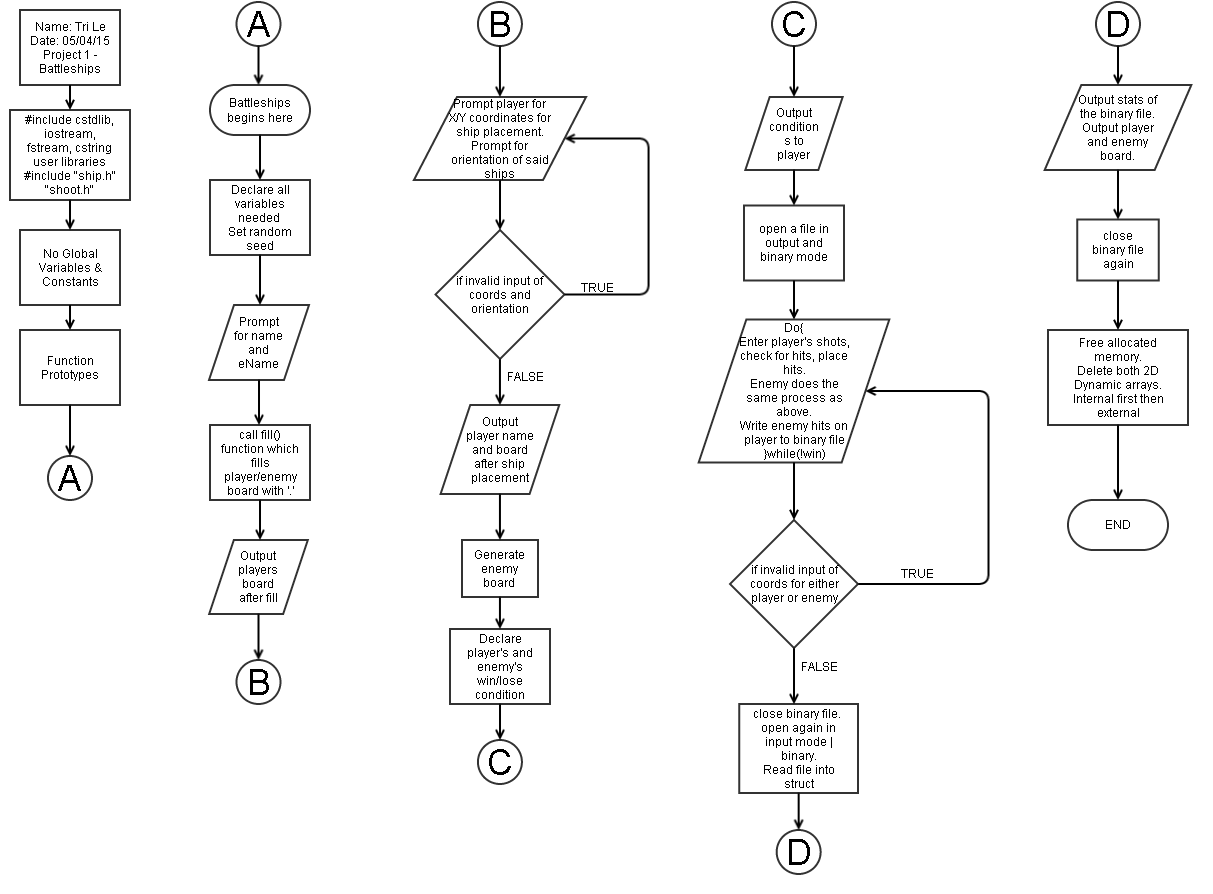 Name: Tri Le
Date: 05/04/15
Project 1 -
Battleships
#include cstdlib,
iostream,
fstream, cstring
user libraries
#include "ship.h"
"shoot.h"
No Global
Variables &
Constants
Function
Prototypes
A
A
Battleships
begins here
Declare all
variables
needed
Set random
seed
Prompt
for name
and
eName
call fill()
function which
fills
player/enemy
board with '.'
Output
players
board
after fill
B
B
Prompt player for
X/Y coordinates for
ship placement.
Prompt for
orientation of said
ships
if invalid input of
coords and
orientation
TRUE
FALSE
Output
player name
and board
after ship
placement
Generate
enemy
board
Declare
player's and
enemy's
win/lose
condition
C
C
Output
condition
s to
player
open a file in
output and
binary mode
Do{
Enter player's shots,
check for hits, place
hits.
Enemy does the
same process as
above.
Write enemy hits on
player to binary file
}while(!win)
if invalid input of
coords for either
player or enemy
TRUE
FALSE
close binary file.
open again in
input mode |
binary.
Read file into
struct
D
D
Output stats of
the binary file.
Output player
and enemy
board.
close
binary file
again
Free allocated
memory.
Delete both 2D
Dynamic arrays.
Internal first then
external
END